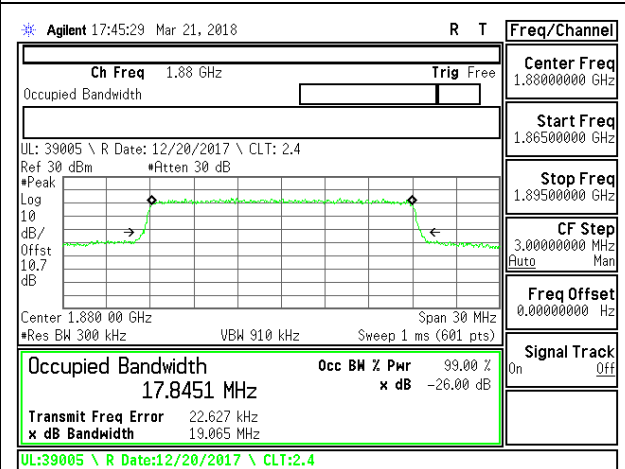 Agilent 17:45:29 Mar 21, 2018 R T
Freq/Channel
Ch Freq 1.88 GHz Trig Free
Occupied Bandwidth
Center Freq
1.88000000 GHz
Start Freq
1.86500000 GHz
Stop Freq
1.89500000 GHz
CF Step
3.00000000 MHz
Auto Man
Freq Offset
0.00000000 Hz
Signal Track
On Off
UL: 39005 \ R Date: 12/20/2017 \ CLT: 2.4
Ref 30 dBm #Atten 30 dB
#Peak
Log
10
dB/
Offst
10.7
dB
Center 1.880 00 GHz Span 30 MHz
#Res BW 300 kHz VBW 910 kHz Sweep 1 ms (601 pts)
Occupied Bandwidth Occ BW % Pwr 99.00 %
17.8451 MHz x dB -26.00 dB
Transmit Freq Error 22.627 kHz
x dB Bandwidth 19.065 MHz
UL:39005 \ R Date:12/20/2017 \ CLT:2.4